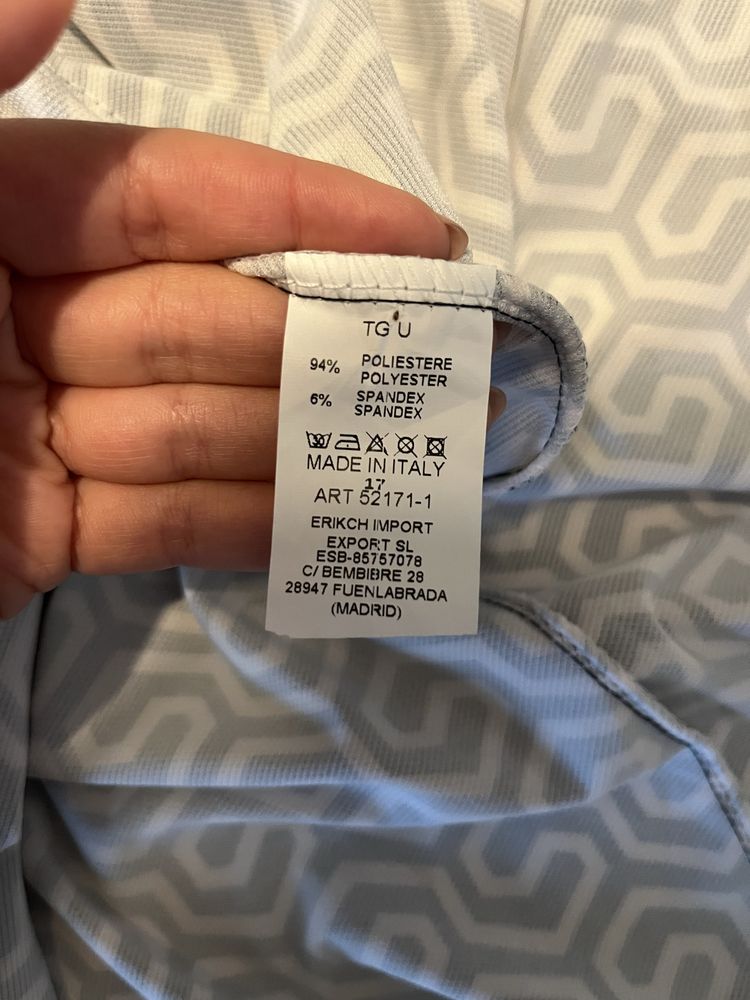 TG U
94% POLIESTERE
POLYESTER
6% SPANDEX
SPANDEX
MADE IN ITALY
17
ART 52171-1
ERIKCH IMPORT
EXPORT SL
ESB-85757078
C/ BEMBIBRE 28
28947 FUENLABRADA
(MADRID)